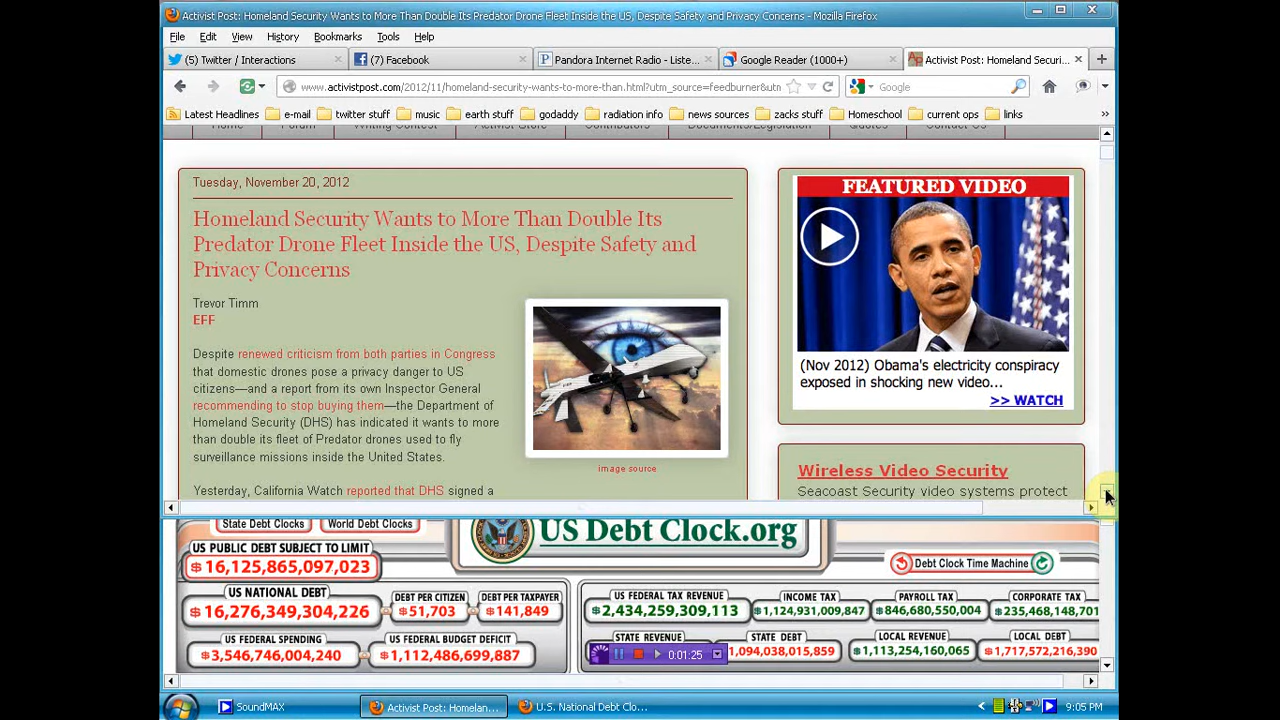 Activist Post: Homeland Security Wants to More Than Double Its Predator Drone Fleet Inside the US, Despite Safety and Privacy Concerns - Mozilla Firefox
File Edit View History Bookmarks Tools Help
(5) Twitter / Interactions
(7) Facebook
Pandora Internet Radio - Liste...
Google Reader (1000+)
Activist Post: Homeland Securi...
www.activistpost.com/2012/11/homeland-security-wants-to-more-than.html?utm_source=feedburner&utn
Google
Latest Headlines e-mail twitter stuff music earth stuff godaddy radiation info news sources zacks stuff Homeschool current ops links
Home Forum Writing Contest Activist Store Contributors Documents/Legislation Quotes Contact Us
Tuesday, November 20, 2012
Homeland Security Wants to More Than Double Its
Predator Drone Fleet Inside the US, Despite Safety and
Privacy Concerns
Trevor Timm
EFF
Despite renewed criticism from both parties in Congress
that domestic drones pose a privacy danger to US
citizens—and a report from its own Inspector General
recommending to stop buying them—the Department of
Homeland Security (DHS) has indicated it wants to more
than double its fleet of Predator drones used to fly
surveillance missions inside the United States.
image source
Yesterday, California Watch reported that DHS signed a
FEATURED VIDEO
(Nov 2012) Obama's electricity conspiracy
exposed in shocking new video...
>> WATCH
Wireless Video Security
Seacoast Security video systems protect
State Debt Clocks World Debt Clocks
US Debt Clock.org
Debt Clock Time Machine
US PUBLIC DEBT SUBJECT TO LIMIT
$ 16,125,865,097,023
US NATIONAL DEBT
$ 16,276,349,304,226
DEBT PER CITIZEN
$ 51,703
DEBT PER TAXPAYER
$ 141,849
US FEDERAL SPENDING
$ 3,546,746,004,240
US FEDERAL BUDGET DEFICIT
$ 1,112,486,699,887
US FEDERAL TAX REVENUE
$ 2,434,259,309,113
INCOME TAX
$ 1,124,931,009,847
PAYROLL TAX
$ 846,680,550,004
CORPORATE TAX
$ 235,468,148,701
STATE REVENUE
STATE DEBT
1,094,038,015,859
LOCAL REVENUE
$ 1,113,254,160,065
LOCAL DEBT
$ 1,717,572,216,390
0:01:25
SoundMAX
Activist Post: Homelan...
U.S. National Debt Clo...
9:05 PM